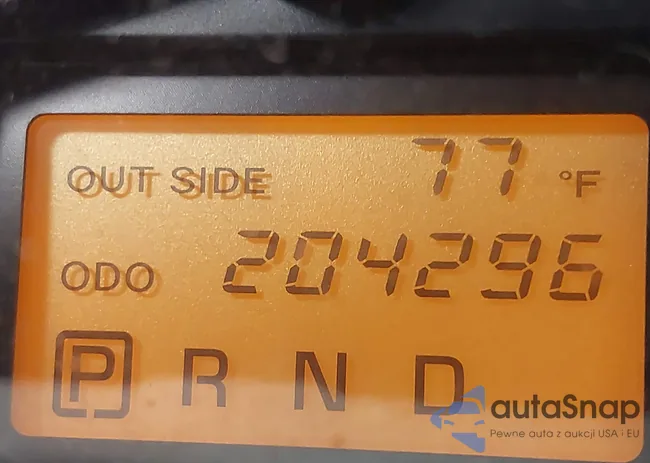 OUT SIDE 77 °F
ODO 204296
P R N D
autaSnap
Pewne auta z aukcji USA i EU